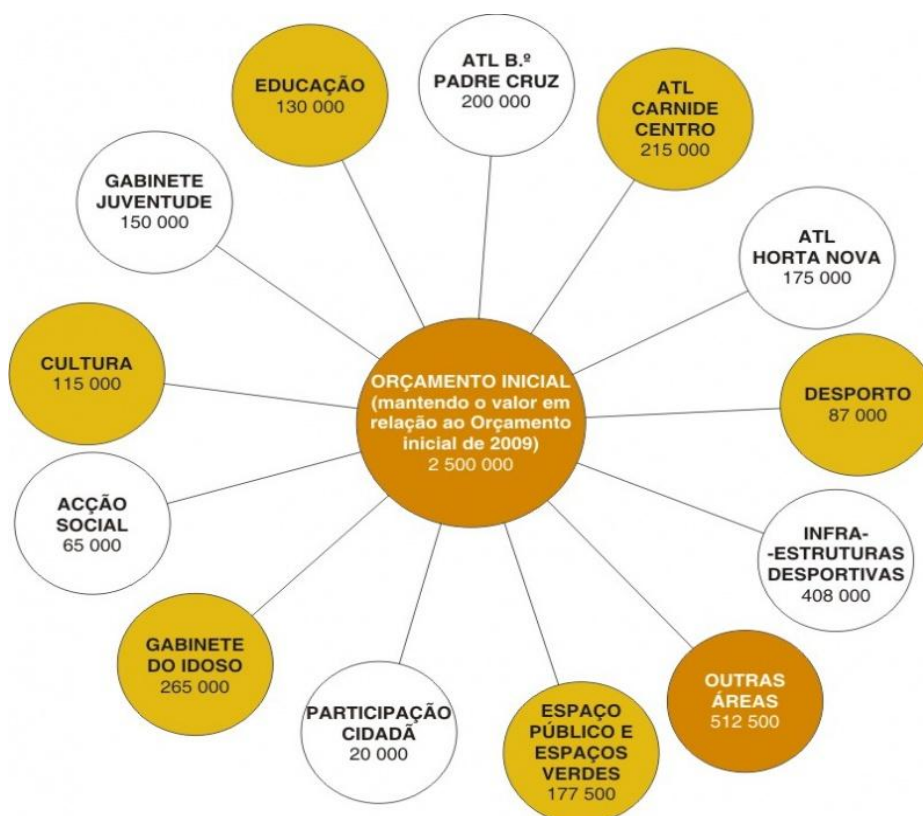 ATL B.º
PADRE CRUZ
200 000
EDUCAÇÃO
130 000
ATL
CARNIDE
CENTRO
215 000
GABINETE
JUVENTUDE
150 000
ATL
HORTA NOVA
175 000
CULTURA
115 000
ORÇAMENTO INICIAL
(mantendo o valor em
relação ao Orçamento
inicial de 2009)
2 500 000
DESPORTO
87 000
ACÇÃO
SOCIAL
65 000
INFRA-
-ESTRUTURAS
DESPORTIVAS
408 000
GABINETE
DO IDOSO
265 000
PARTICIPAÇÃO
CIDADÃ
20 000
ESPAÇO
PÚBLICO E
ESPAÇOS
VERDES
177 500
OUTRAS
ÁREAS
512 500